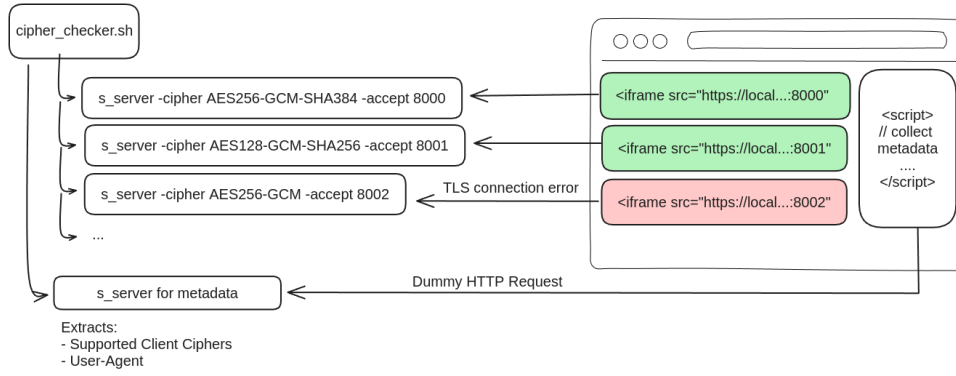 cipher_checker.sh
s_server -cipher AES256-GCM-SHA384 -accept 8000
<iframe src="https://local...:8000"
s_server -cipher AES128-GCM-SHA256 -accept 8001
<iframe src="https://local...:8001"
s_server -cipher AES256-GCM -accept 8002
TLS connection error
<iframe src="https://local...:8002"
...
<script>
// collect
metadata
....
</script>
s_server for metadata
Dummy HTTP Request
Extracts:
- Supported Client Ciphers
- User-Agent